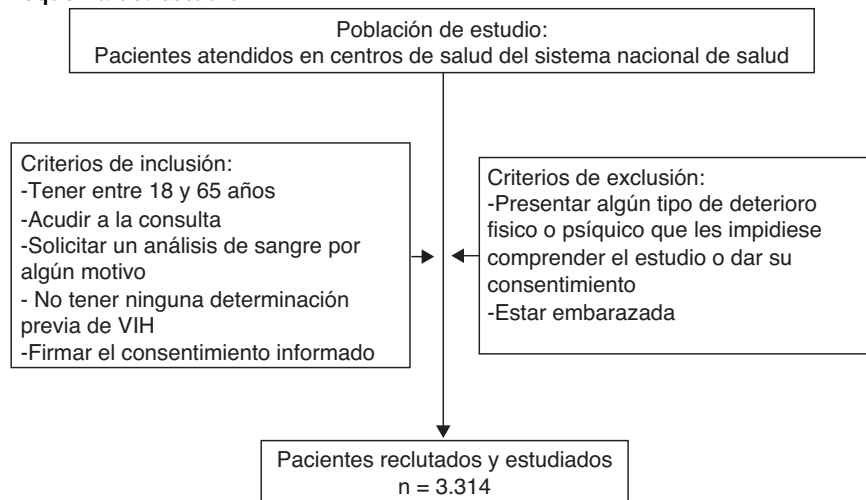 Población de estudio:
Pacientes atendidos en centros de salud del sistema nacional de salud
Criterios de inclusión:
-Tener entre 18 y 65 años
-Acudir a la consulta
-Solicitar un análisis de sangre por
algún motivo
- No tener ninguna determinación
previa de VIH
-Firmar el consentimiento informado
Criterios de exclusión:
-Presentar algún tipo de deterioro
fisico o psíquico que les impidiese
comprender el estudio o dar su
consentimiento
-Estar embarazada
Pacientes reclutados y estudiados
n = 3.314